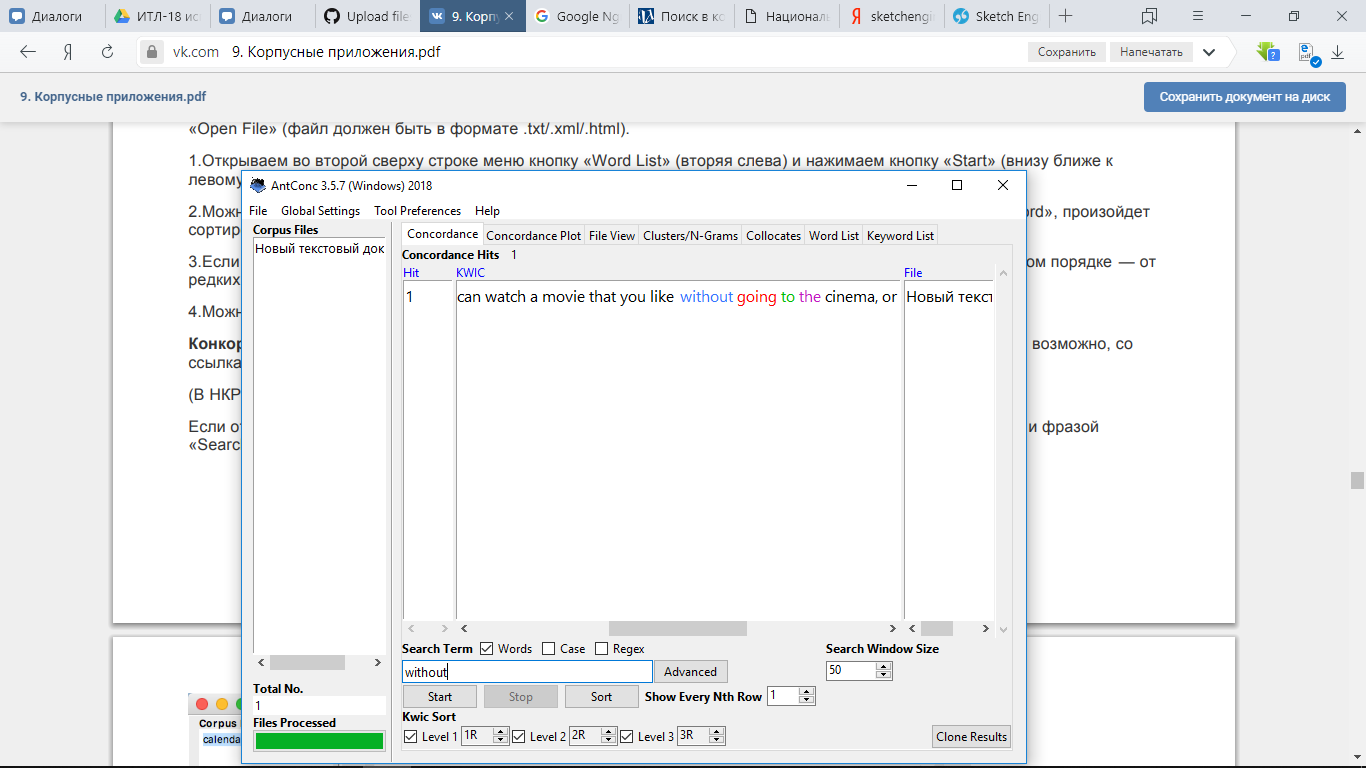 Диалоги
ИТЛ-18 ис
Диалоги
Upload file
9. Корп
Google Ng
Поиск в ко
Националь
sketchengi
Sketch Eng
vk.com 9. Корпусные приложения.pdf
Сохранить
Напечатать
9. Корпусные приложения.pdf
Сохранить документ на диск
«Open File» (файл должен быть в формате .txt/.xml/.html).
1.Открываем во второй сверху строке меню кнопку «Word List» (вторяя слева) и нажимаем кнопку «Start» (внизу ближе к
левому
2.Можн
ord», произойдет
сортир
3.Если
ом порядке — от
редких
4.Можн
Конкор
возможно, со
ссылка
(В НКР
Если о
и фразой
«Searc
AntConc 3.5.7 (Windows) 2018
File Global Settings Tool Preferences Help
Corpus Files
Новый текстовый док
Concordance Concordance Plot File View Clusters/N-Grams Collocates Word List Keyword List
Concordance Hits 1
Hit KWIC File
1 can watch a movie that you like without going to the cinema, or Новый текст
Search Term Words Case Regex
Search Window Size
without
Advanced
50
Total No.
1
Start Stop Sort Show Every Nth Row 1
Files Processed
Kwic Sort
Level 1 1R Level 2 2R Level 3 3R
Clone Results
Corpus
calenda